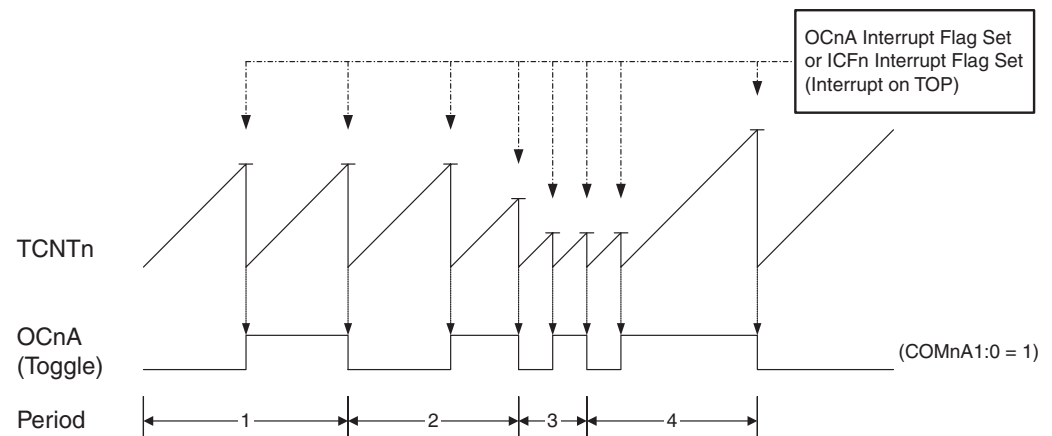 OCnA Interrupt Flag Set
or ICFn Interrupt Flag Set
(Interrupt on TOP)
TCNTn
OCnA
(Toggle)
(COMnA1:0 = 1)
Period
1
2
3
4